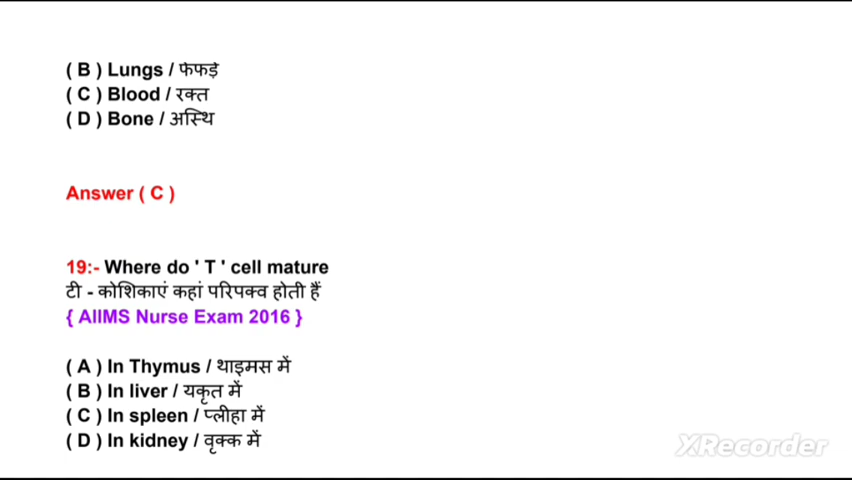 ( B ) Lungs / फेफड़े
( C ) Blood / रक्त
( D ) Bone / अस्थि
Answer ( C )
19:- Where do ' T ' cell mature
टी - कोशिकाएं कहां परिपक्व होती हैं
{ AIIMS Nurse Exam 2016 }
( A ) In Thymus / थाइमस में
( B ) In liver / यकृत में
( C ) In spleen / प्लीहा में
( D ) In kidney / वृक्क में
XRecorder